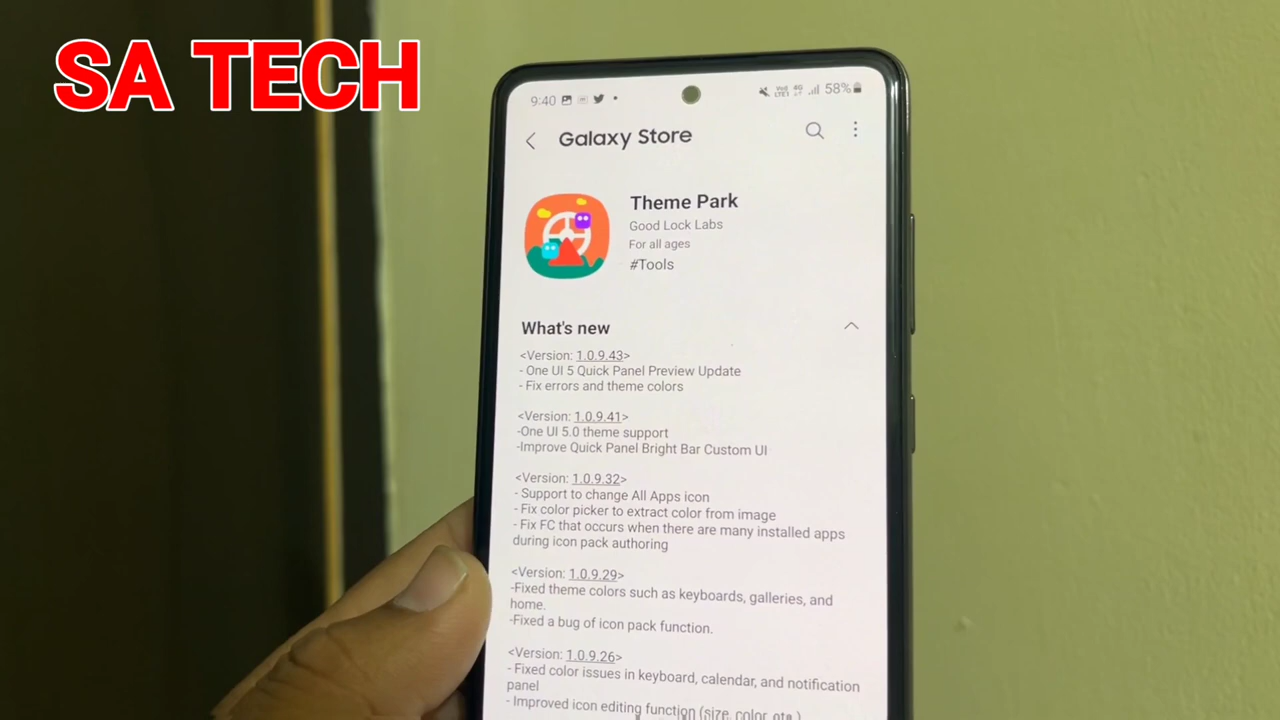 SA TECH
9:40
58%
Galaxy Store
Theme Park
Good Lock Labs
For all ages
#Tools
What's new
<Version: 1.0.9.43>
- One UI 5 Quick Panel Preview Update
- Fix errors and theme colors
<Version: 1.0.9.41>
-One UI 5.0 theme support
-Improve Quick Panel Bright Bar Custom UI
<Version: 1.0.9.32>
- Support to change All Apps icon
- Fix color picker to extract color from image
- Fix FC that occurs when there are many installed apps
during icon pack authoring
<Version: 1.0.9.29>
-Fixed theme colors such as keyboards, galleries, and
home.
-Fixed a bug of icon pack function.
<Version: 1.0.9.26>
- Fixed color issues in keyboard, calendar, and notification
panel
- Improved icon editing function (size, color,